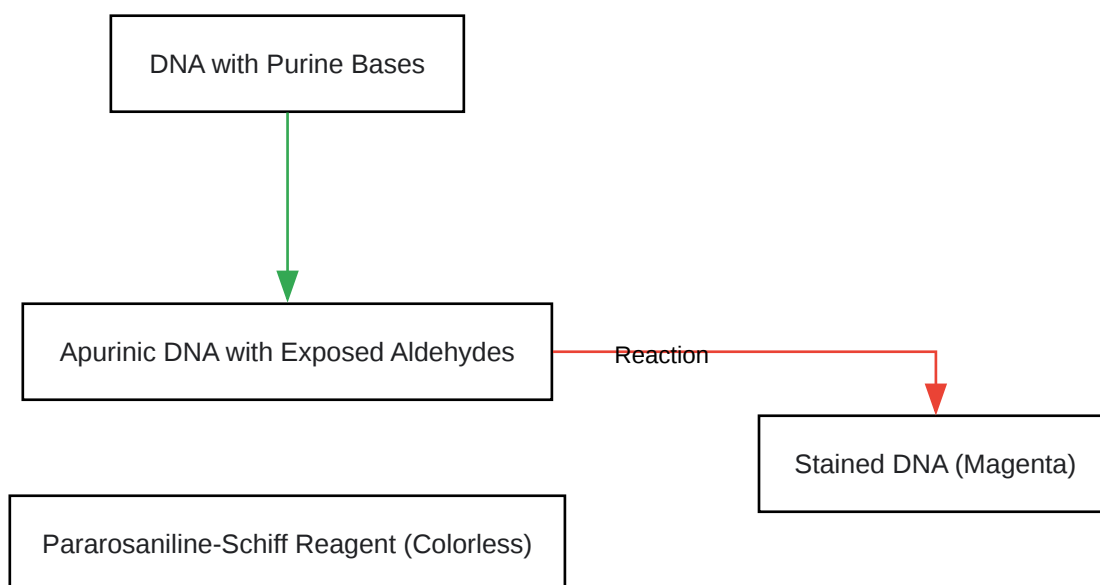 DNA with Purine Bases
Apurinic DNA with Exposed Aldehydes
Reaction
Stained DNA (Magenta)
Pararosaniline-Schiff Reagent (Colorless)